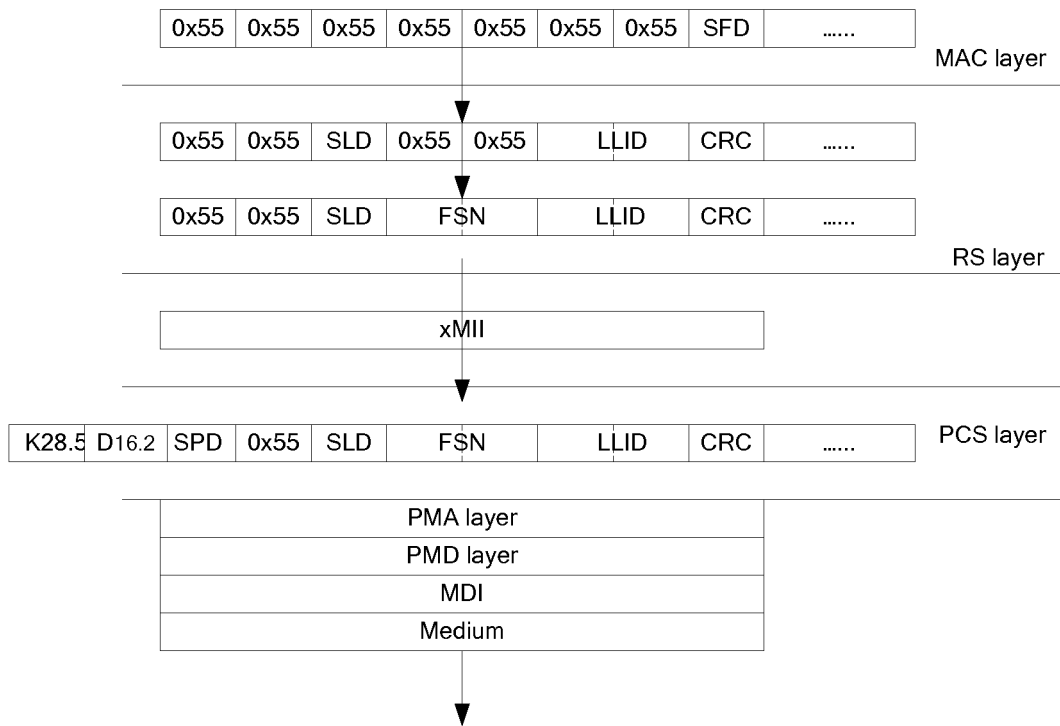 0x55 0x55 0x55 0x55 0x55 0x55 0x55 SFD ......
MAC layer
0x55 0x55 SLD 0x55 0x55 LLID CRC ......
0x55 0x55 SLD FSN LLID CRC ......
RS layer
xMII
K28.5 D16.2 SPD 0x55 SLD FSN LLID CRC ......
PCS layer
PMA layer
PMD layer
MDI
Medium